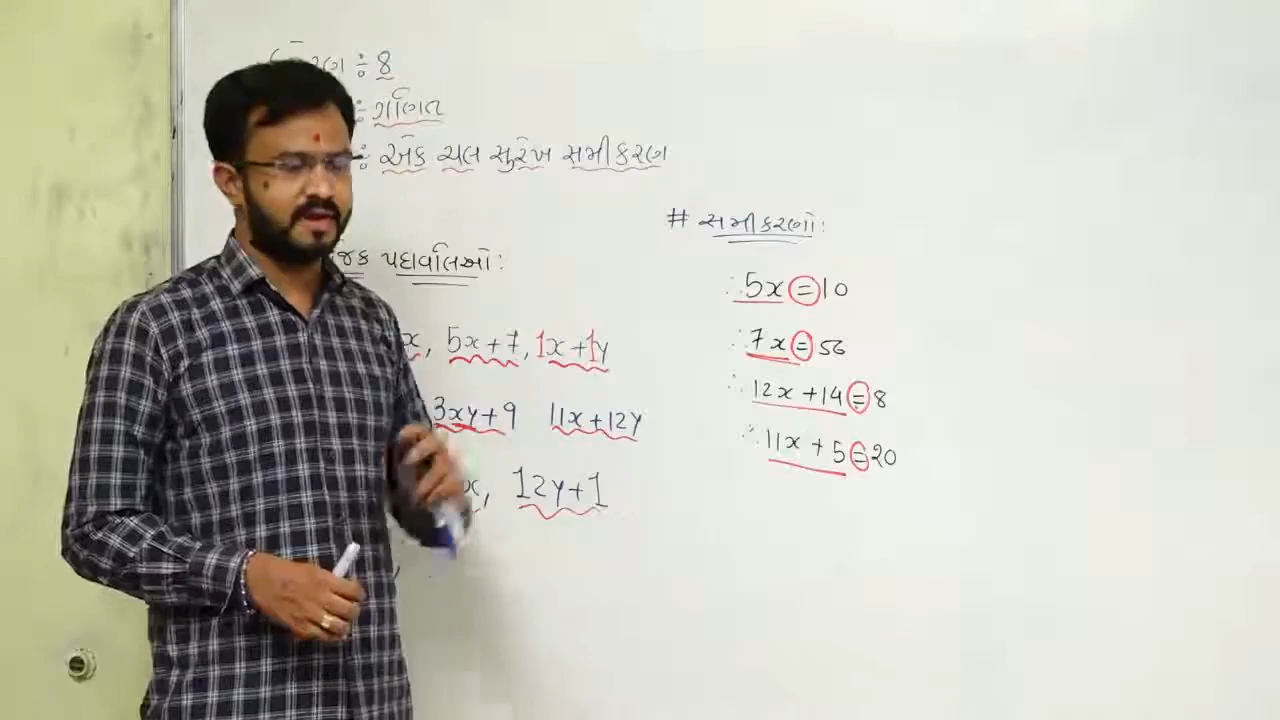 ÷ 8
: ગણિત
: એક ચલ સુરેખ સમીકરણ
પદાવલિઓ:
x, 5x+7, 1x+1y
3xy+9 11x+12y
x, 12y+1
# સમીકરણો:
∴ 5x = 10
∴ 7x = 56
∴ 12x + 14 = 8
∴ 11x + 5 = 20